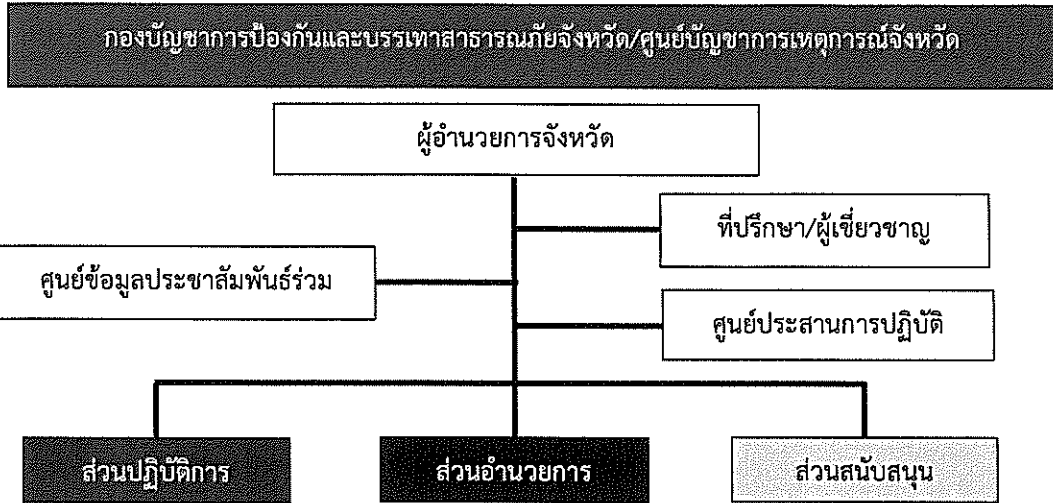 กองบัญชาการป้องกันและบรรเทาสาธารณภัยจังหวัด/ศูนย์บัญชาการเหตุการณ์จังหวัด
ผู้อำนวยการจังหวัด
ที่ปรึกษา/ผู้เชี่ยวชาญ
ศูนย์ข้อมูลประชาสัมพันธ์ร่วม
ศูนย์ประสานการปฏิบัติ
ส่วนปฏิบัติการ
ส่วนอำนวยการ
ส่วนสนับสนุน